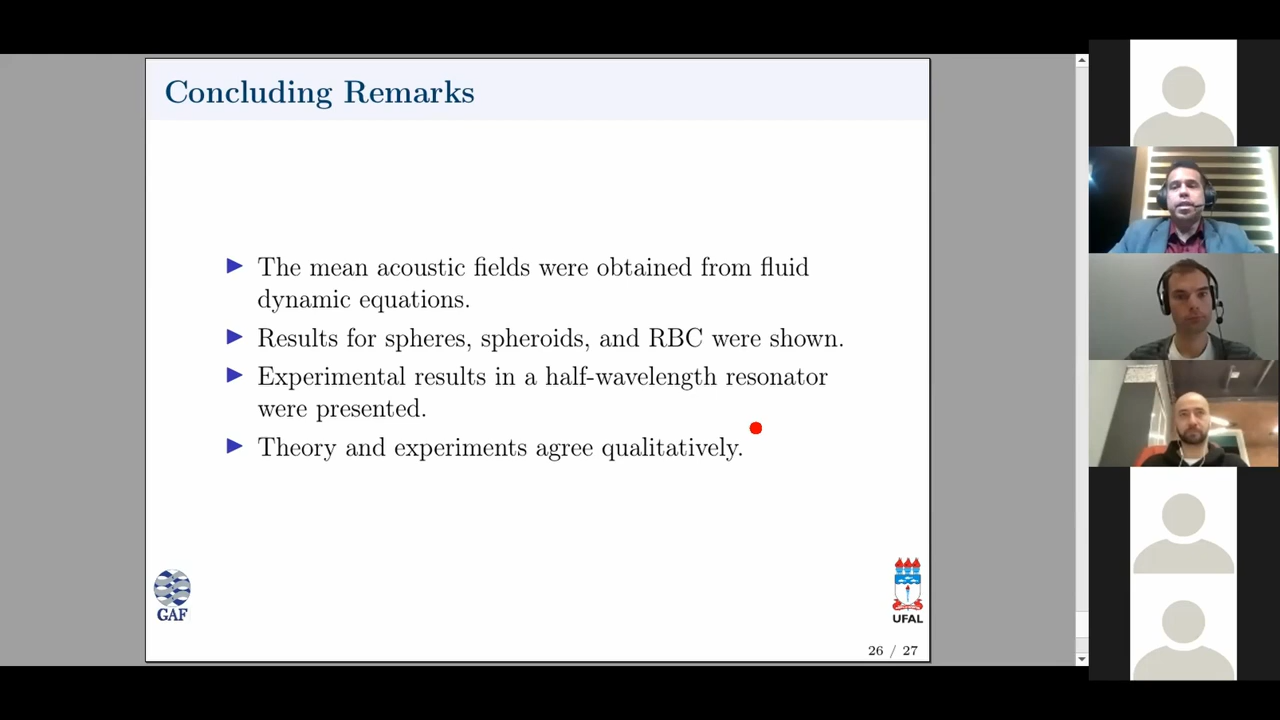 Concluding Remarks
The mean acoustic fields were obtained from fluid
dynamic equations.
Results for spheres, spheroids, and RBC were shown.
Experimental results in a half-wavelength resonator
were presented.
Theory and experiments agree qualitatively.
GAF
UFAL
26 / 27